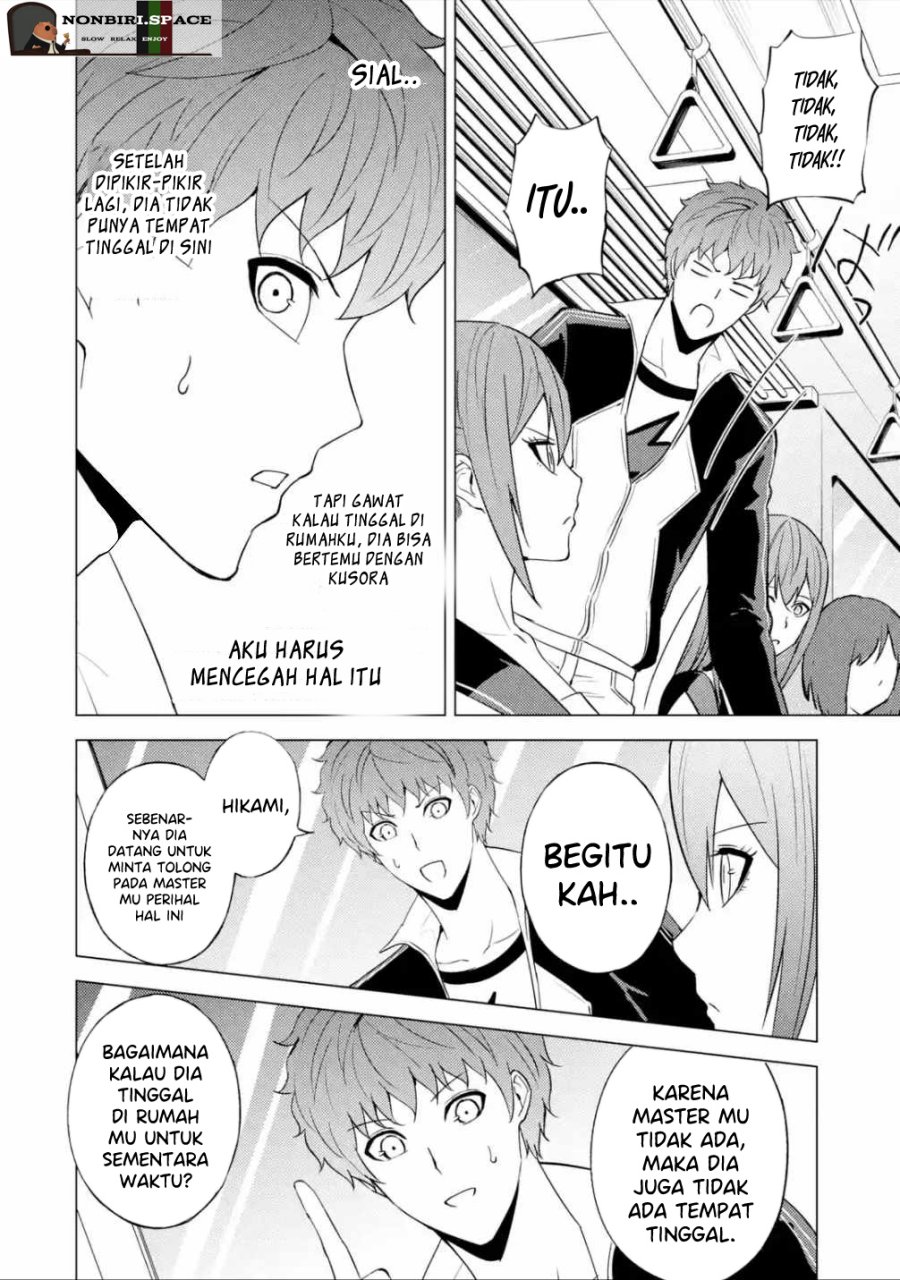 NONBIRI.SPACE
SLOW RELAX ENJOY
TIDAK,
TIDAK,
TIDAK,
TIDAK!!
ITU..
SIAL..
SETELAH
DIPIKIR-PIKIR
LAGI, DIA TIDAK
PUNYA TEMPAT
TINGGAL DI SINI
TAPI GAWAT
KALAU TINGGAL DI
RUMAHKU, DIA BISA
BERTEMU DENGAN
KUSORA
AKU HARUS
MENCEGAH HAL ITU
BEGITU
KAH..
HIKAMI,
SEBENAR-
NYA DIA
DATANG UNTUK
MINTA TOLONG
PADA MASTER
MU PERIHAL
HAL INI
KARENA
MASTER MU
TIDAK ADA,
MAKA DIA
JUGA TIDAK
ADA TEMPAT
TINGGAL.
BAGAIMANA
KALAU DIA
TINGGAL
DI RUMAH
MU UNTUK
SEMENTARA
WAKTU?